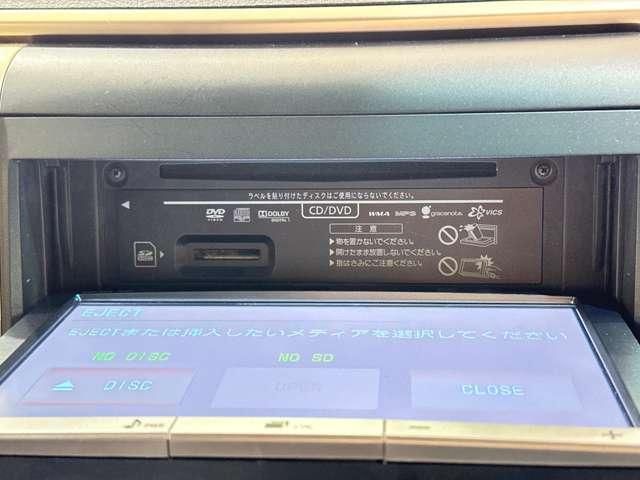 ラベルを貼り付けたディスクはご使用にならないでください。
DVD VIDEO DOLBY DIGITAL CD/DVD WMA MP3 gracenote VICS
注 意
▶物を置かないでください。
▶開けたまま放置しないでください。
▶指はさみにご注意ください。
EJECT
EJECTまたは挿入したいメディアを選択してください
NO DISC NO SD
DISC OPEN CLOSE